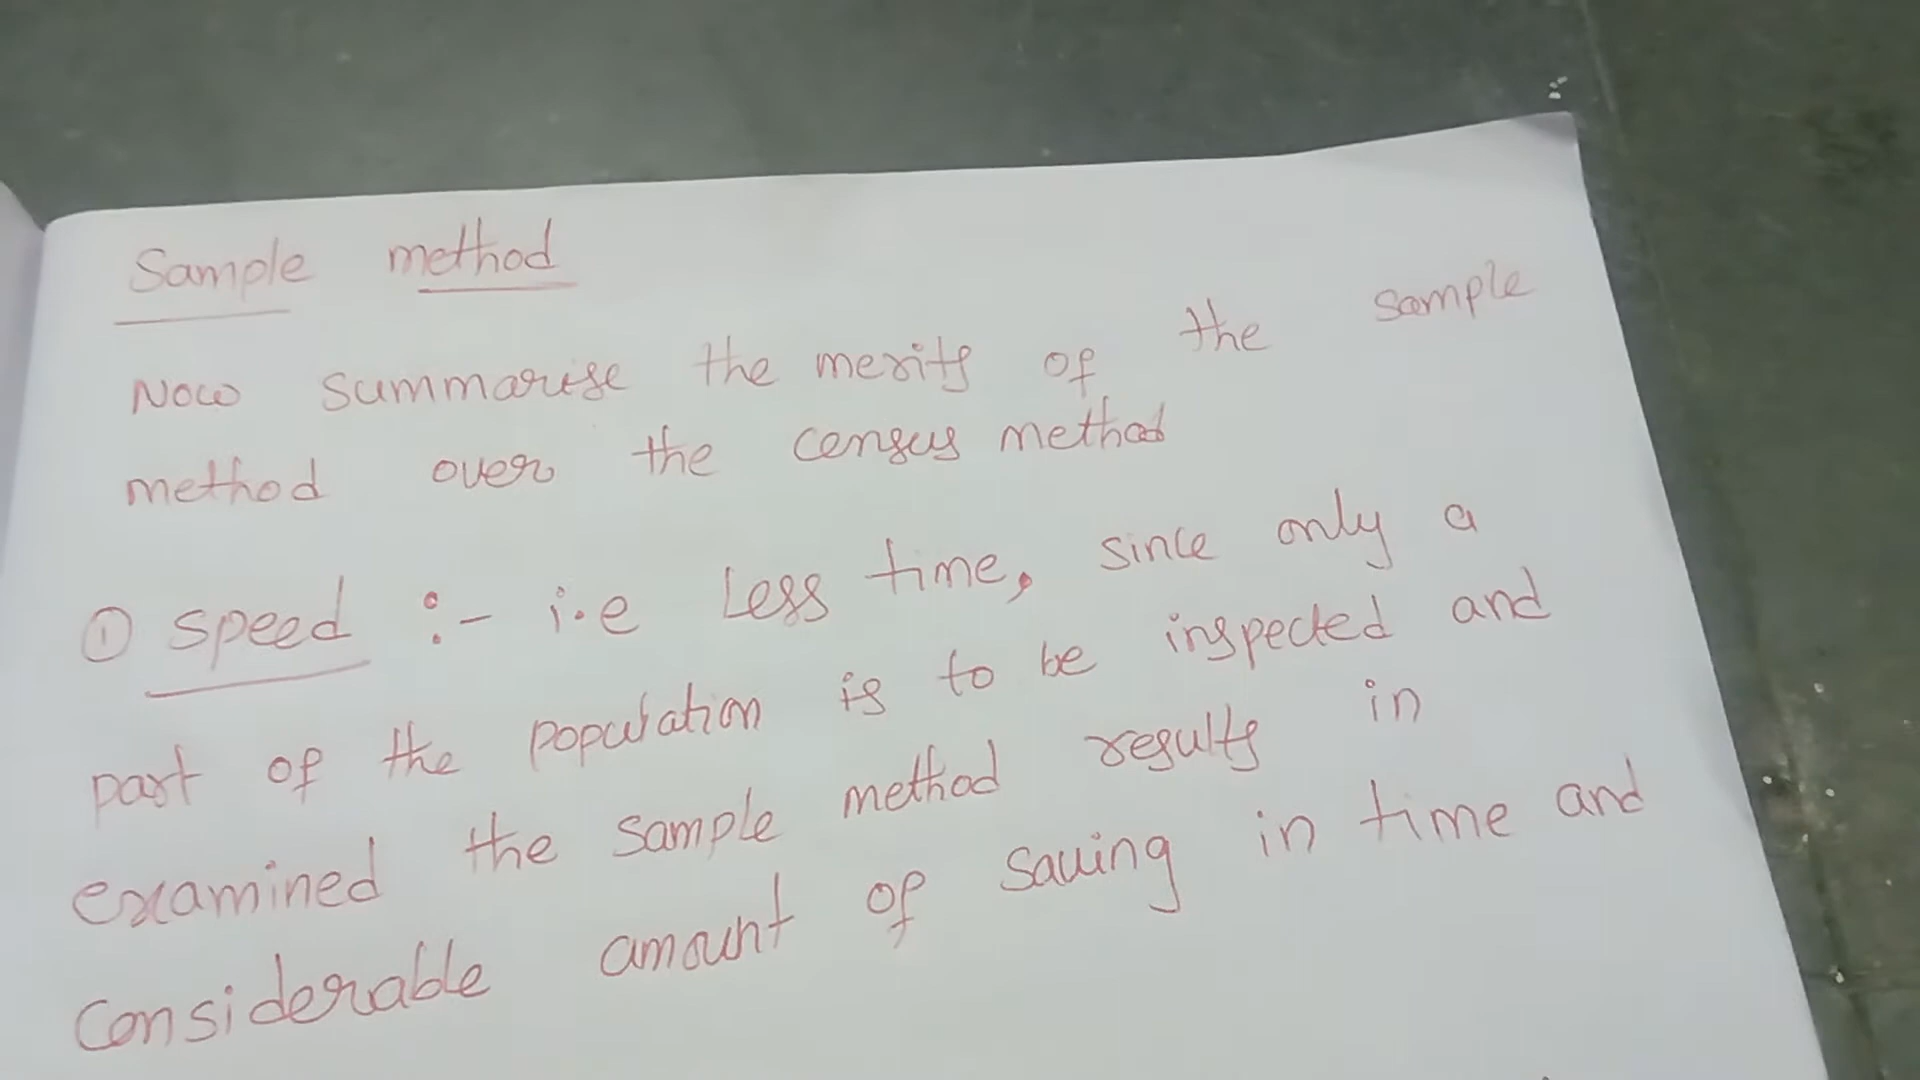 Sample method
Now summarise the merits of the sample
method over the census method
① Speed :- i.e Less time, since only a
part of the population is to be inspected and
examined the sample method results in
Considerable amount of saving in time and